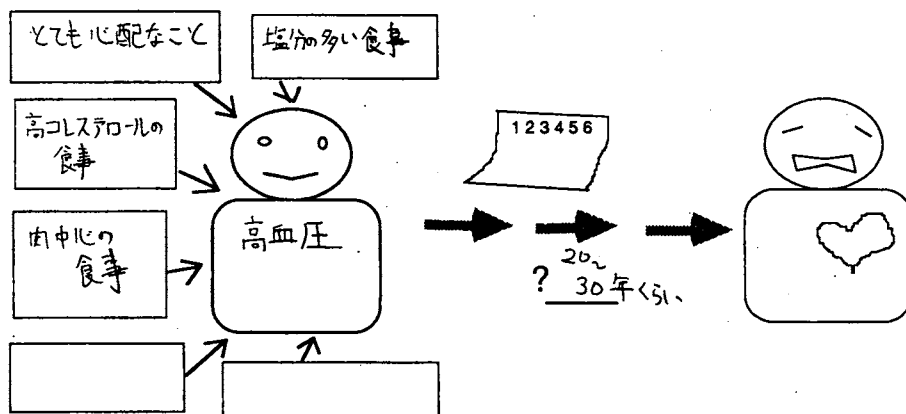 とても心配なこと
塩分の多い食事
高コレステロールの
食事
肉中心の
食事
高血圧
123456
20~
? 30年くらい